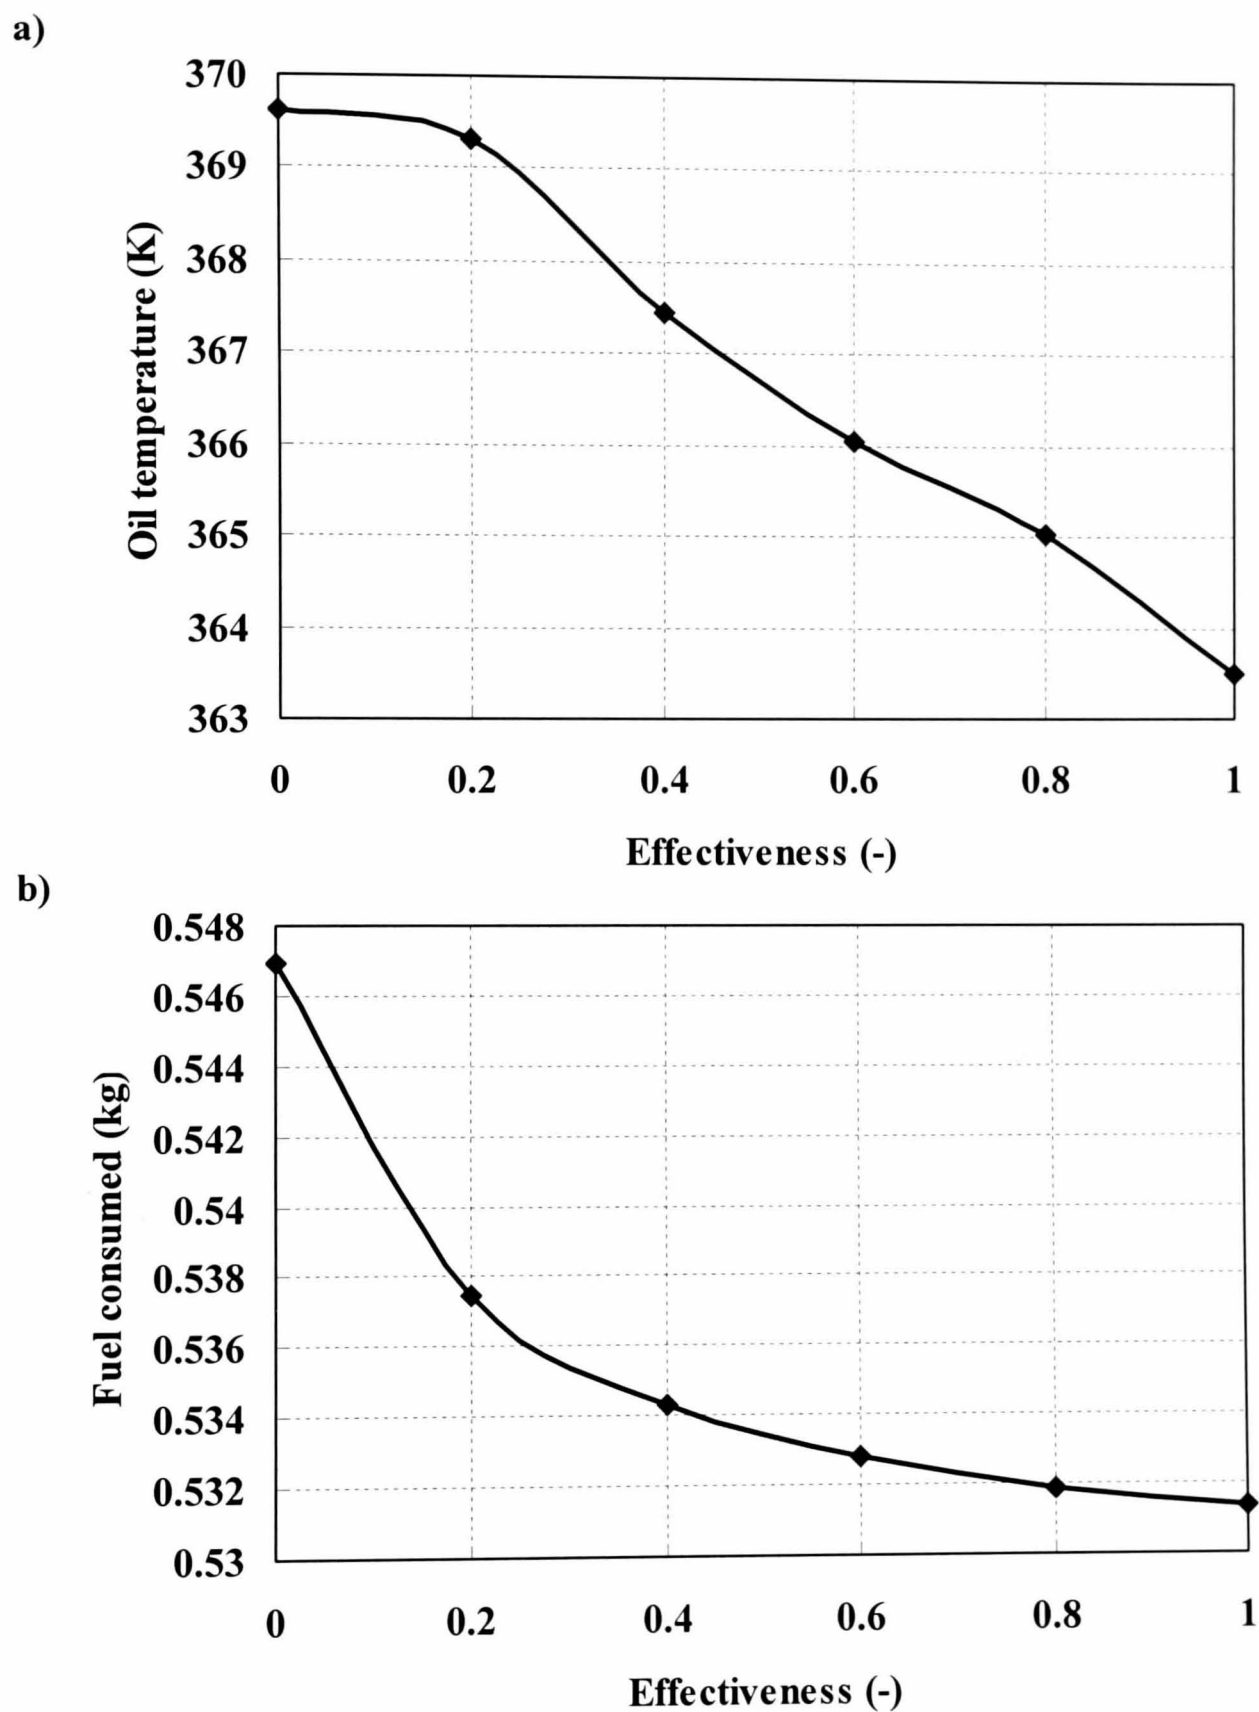 a)
370
369
368
367
366
365
364
363
Oil temperature (K)
0 0.2 0.4 0.6 0.8 1
Effectiveness (-)
b)
0.548
0.546
0.544
0.542
0.54
0.538
0.536
0.534
0.532
0.53
Fuel consumed (kg)
0 0.2 0.4 0.6 0.8 1
Effectiveness (-)